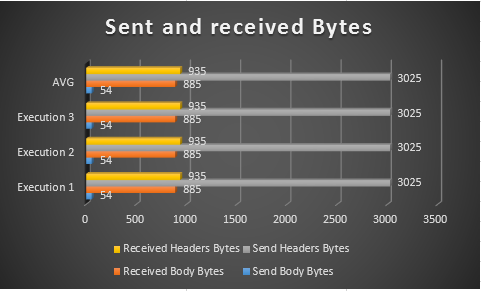 Sent and received Bytes
AVG
935
3025
885
54
Execution 3
935
3025
885
54
Execution 2
935
3025
885
54
Execution 1
935
3025
885
54
0 500 1000 1500 2000 2500 3000 3500
Received Headers Bytes Send Headers Bytes
Received Body Bytes Send Body Bytes